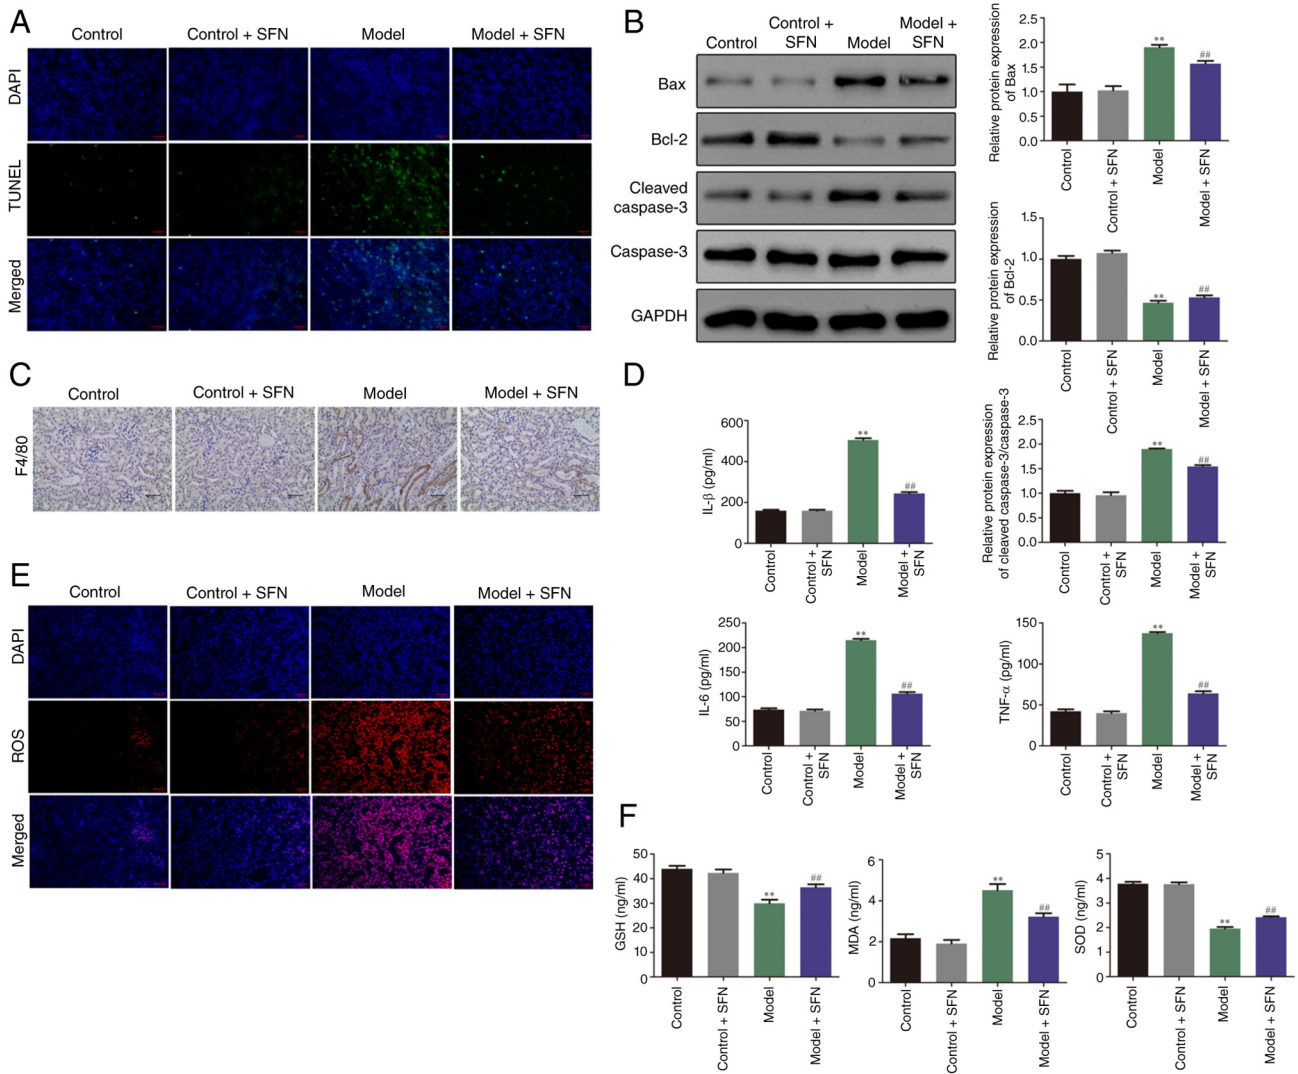 A
Control
Control + SFN
Model
Model + SFN
DAPI
TUNEL
Merged
B
Control
Control +
SFN
Model
Model +
SFN
Bax
Bcl-2
Cleaved
caspase-3
Caspase-3
GAPDH
Relative protein expression
of Bax
2.5
2.0
1.5
1.0
0.5
0.0
**
##
Control
Control + SFN
Model
Model + SFN
Relative protein expression
of Bcl-2
1.5
1.0
0.5
0.0
**
##
Control
Control + SFN
Model
Model + SFN
Relative protein expression
of cleaved caspase-3/caspase-3
2.5
2.0
1.5
1.0
0.5
0.0
**
##
Control
Control +
SFN
Model
Model +
SFN
C
Control
Control + SFN
Model
Model + SFN
F4/80
D
IL-β (pg/ml)
600
400
200
0
**
##
Control
Control +
SFN
Model
Model +
SFN
IL-6 (pg/ml)
250
200
150
100
50
0
**
##
Control
Control +
SFN
Model
Model +
SFN
TNF-α (pg/ml)
150
100
50
0
**
##
Control
Control +
SFN
Model
Model +
SFN
E
Control
Control + SFN
Model
Model + SFN
DAPI
ROS
Merged
F
GSH (ng/ml)
50
40
30
20
10
0
**
##
Control
Control + SFN
Model
Model + SFN
MDA (ng/ml)
6
4
2
0
**
##
Control
Control + SFN
Model
Model + SFN
SOD (ng/ml)
5
4
3
2
1
0
**
##
Control
Control + SFN
Model
Model + SFN